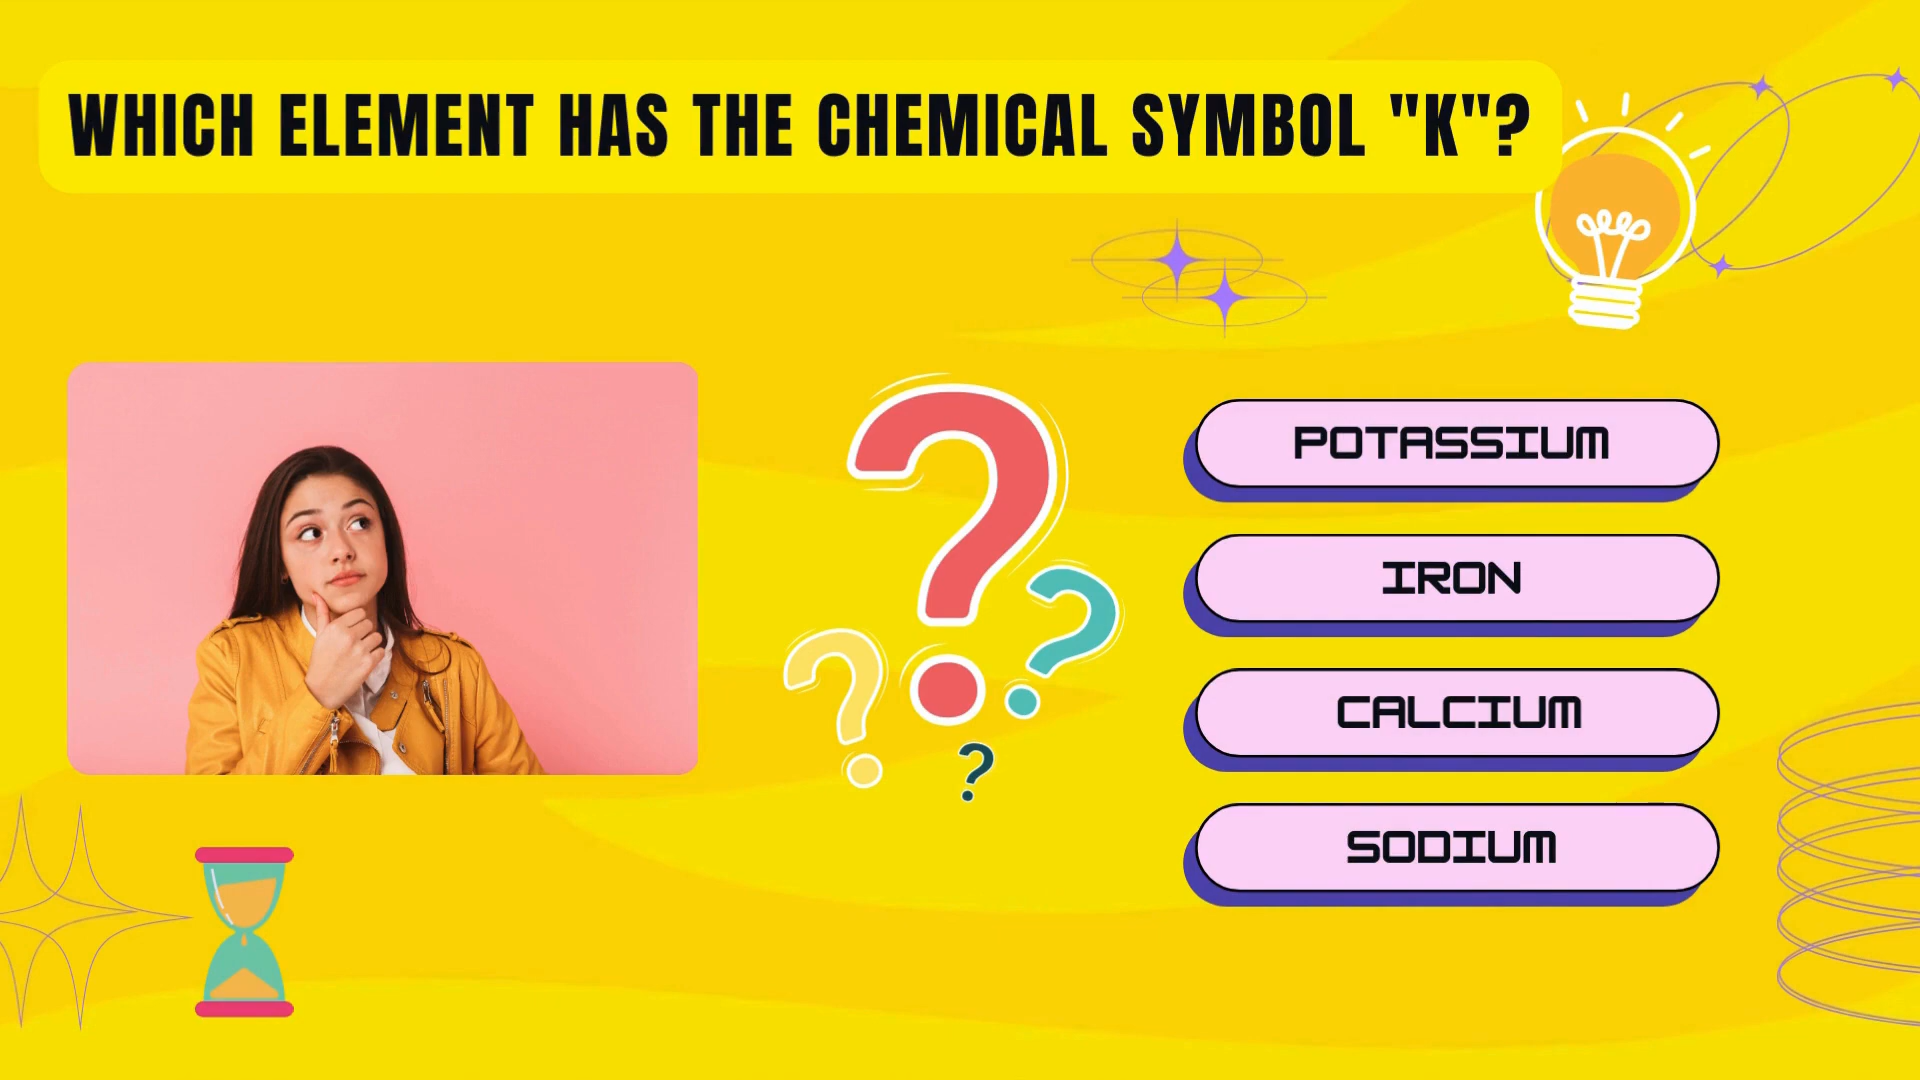 WHICH ELEMENT HAS THE CHEMICAL SYMBOL "K"?
POTASSIUM
IRON
CALCIUM
SODIUM